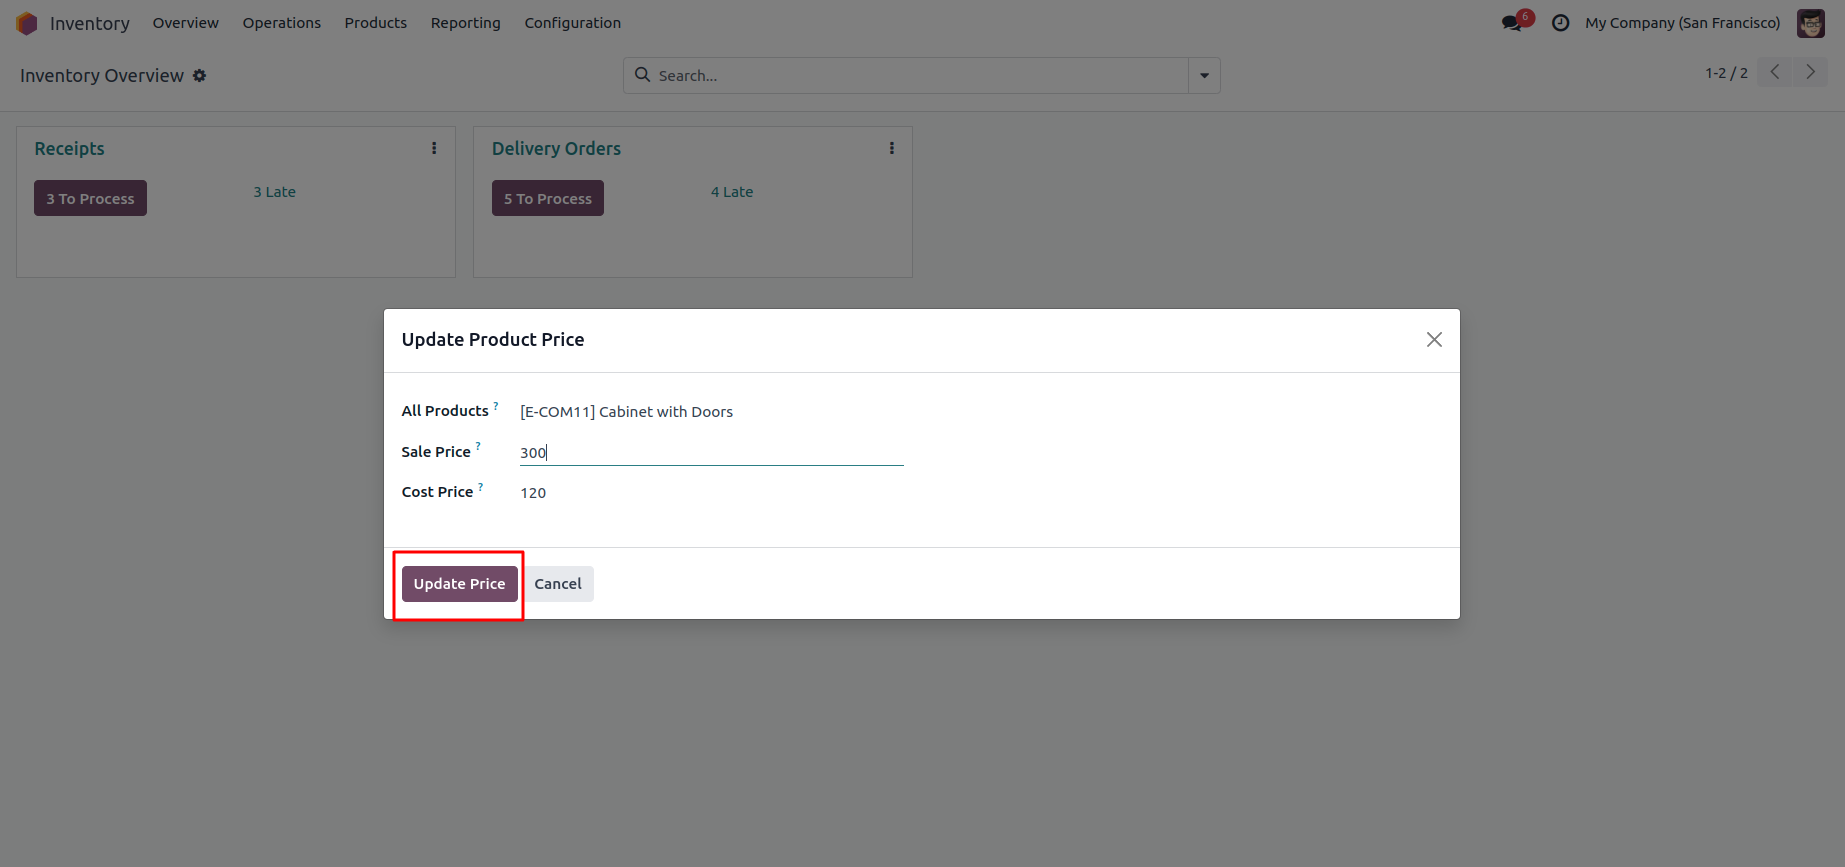 Inventory Overview Operations Products Reporting Configuration 6 My Company (San Francisco)
Inventory Overview Search... 1-2 / 2
Receipts Delivery Orders
3 To Process 3 Late 5 To Process 4 Late
Update Product Price
All Products ? [E-COM11] Cabinet with Doors
Sale Price ? 300
Cost Price ? 120
Update Price Cancel